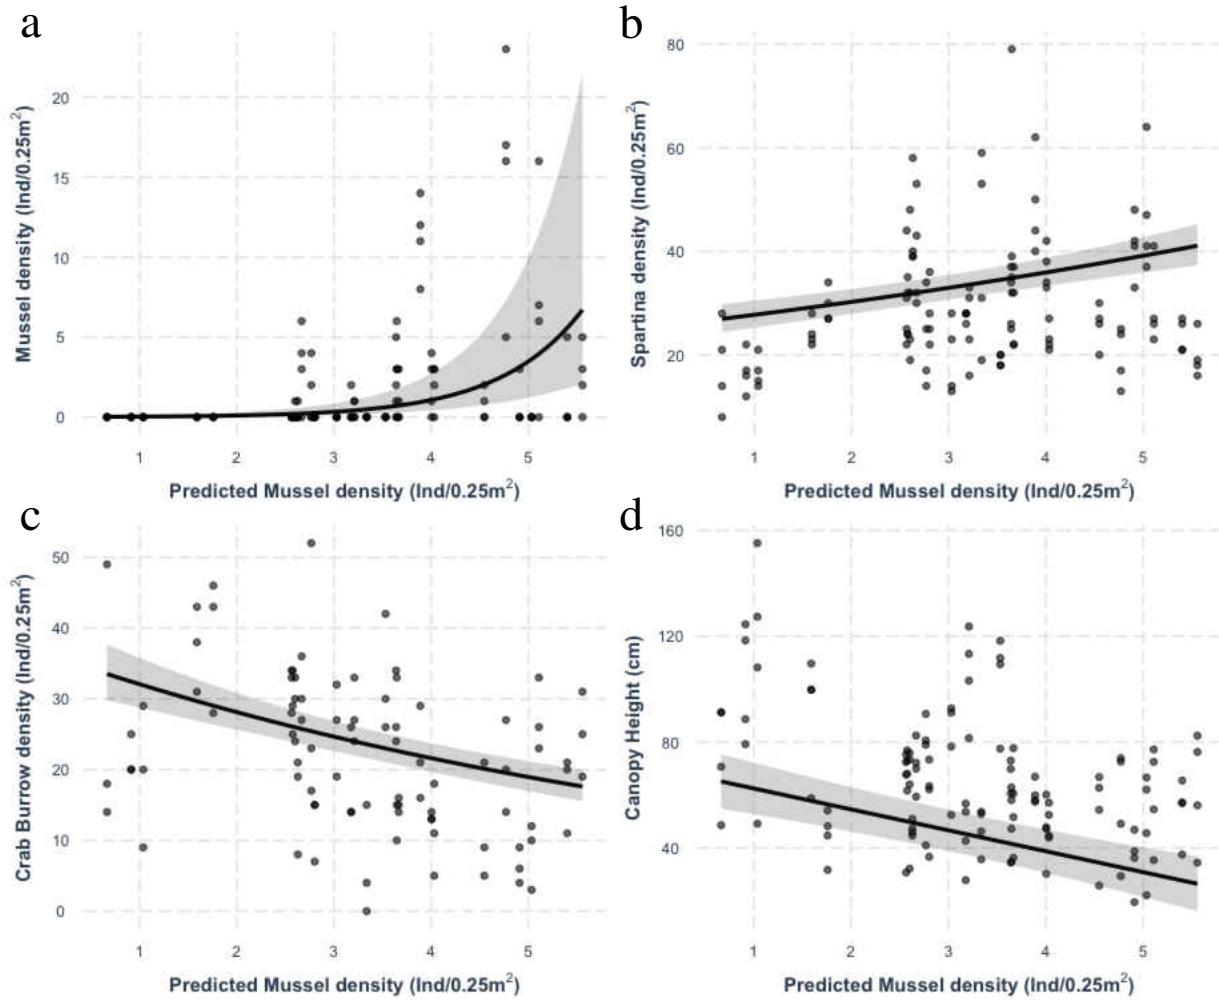 a
Mussel density (Ind/0.25m²)
20
15
10
5
0
1 2 3 4 5
Predicted Mussel density (Ind/0.25m²)
b
Spartina density (Ind/0.25m²)
80
60
40
20
1 2 3 4 5
Predicted Mussel density (Ind/0.25m²)
c
Crab Burrow density (Ind/0.25m²)
50
40
30
20
10
0
1 2 3 4 5
Predicted Mussel density (Ind/0.25m²)
d
Canopy Height (cm)
160
120
80
40
1 2 3 4 5
Predicted Mussel density (Ind/0.25m²)